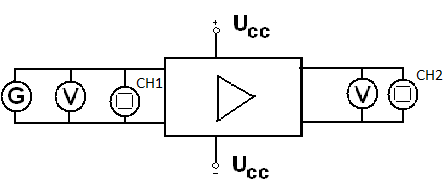 + Ucc
G V CH1 V CH2
− Ucc